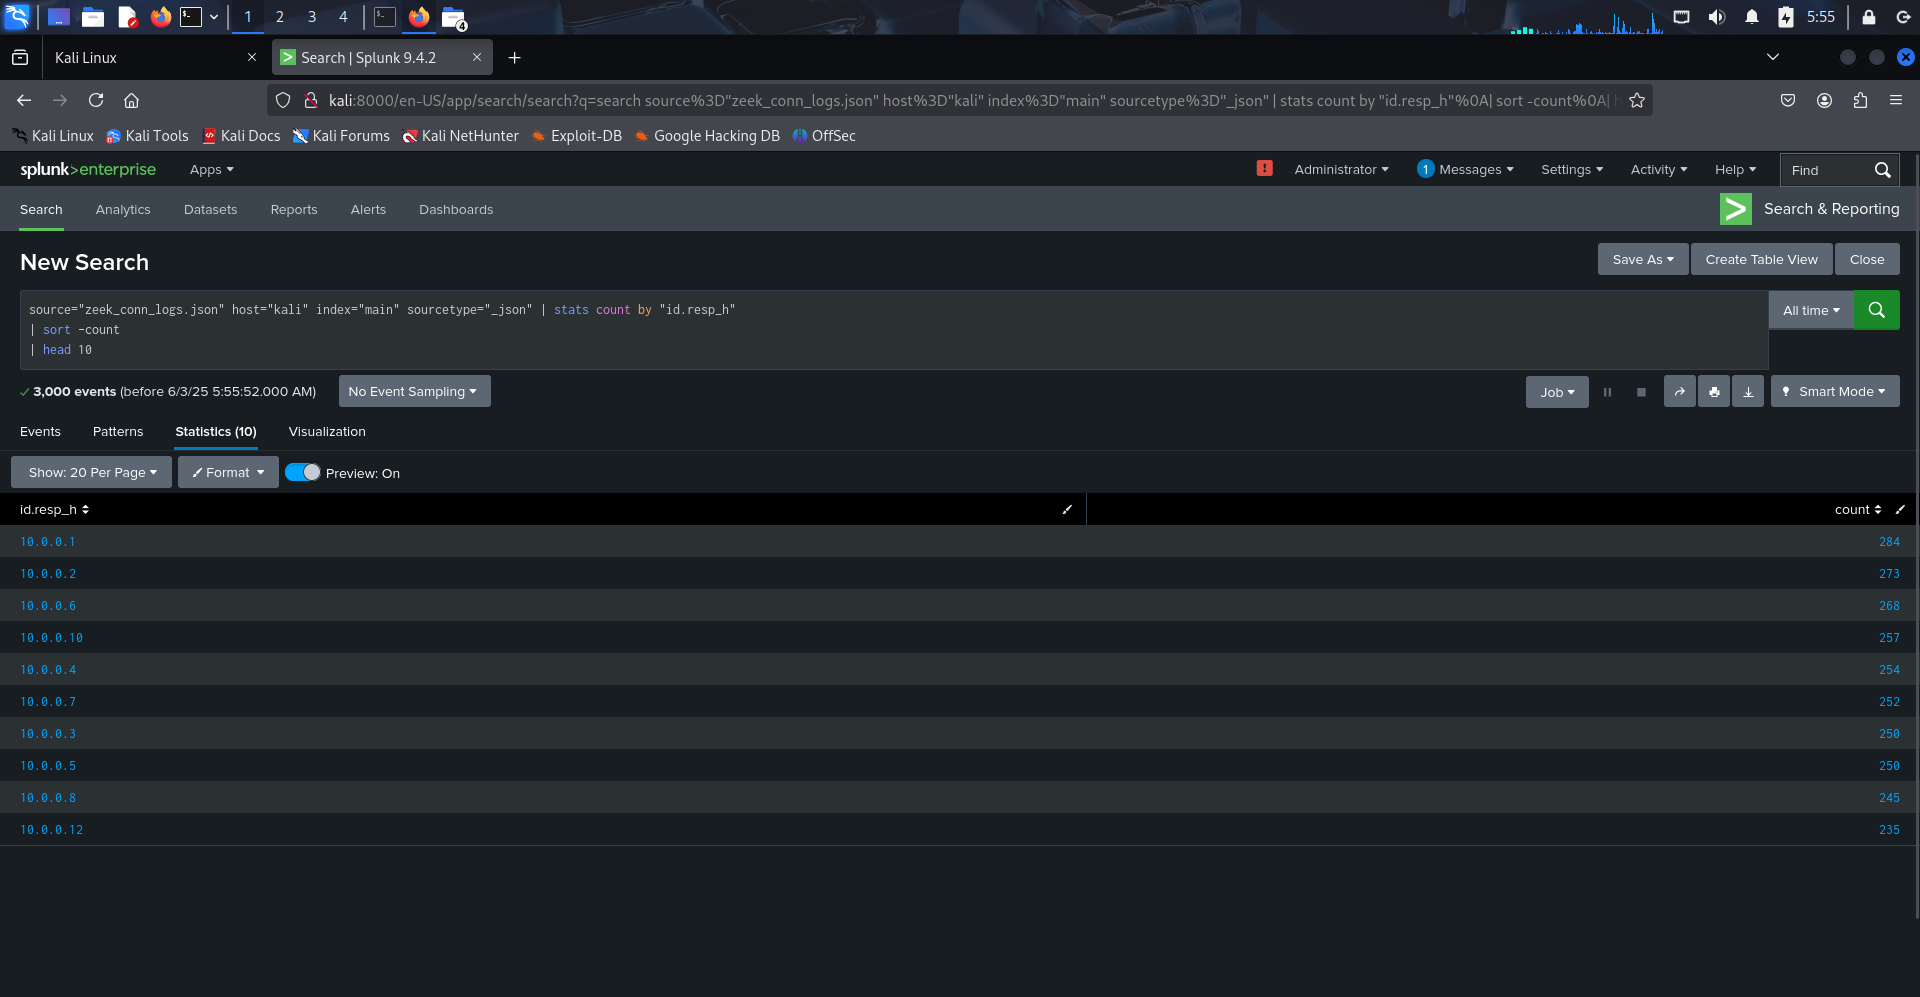 1 2 3 4 4 5:55
Kali Linux
Search | Splunk 9.4.2
kali:8000/en-US/app/search/search?q=search source%3D"zeek_conn_logs.json" host%3D"kali" index%3D"main" sourcetype%3D"_json" | stats count by "id.resp_h"%0A| sort -count%0A|
Kali Linux Kali Tools Kali Docs Kali Forums Kali NetHunter Exploit-DB Google Hacking DB OffSec
splunk>enterprise Apps ! Administrator 1 Messages Settings Activity Help Find
Search Analytics Datasets Reports Alerts Dashboards > Search & Reporting
New Search Save As Create Table View Close
source="zeek_conn_logs.json" host="kali" index="main" sourcetype="_json" | stats count by "id.resp_h"
| sort -count
| head 10
All time
3,000 events (before 6/3/25 5:55:52.000 AM) No Event Sampling Job Smart Mode
Events Patterns Statistics (10) Visualization
Show: 20 Per Page Format Preview: On
id.resp_h count
10.0.0.1 284
10.0.0.2 273
10.0.0.6 268
10.0.0.10 257
10.0.0.4 254
10.0.0.7 252
10.0.0.3 250
10.0.0.5 250
10.0.0.8 245
10.0.0.12 235